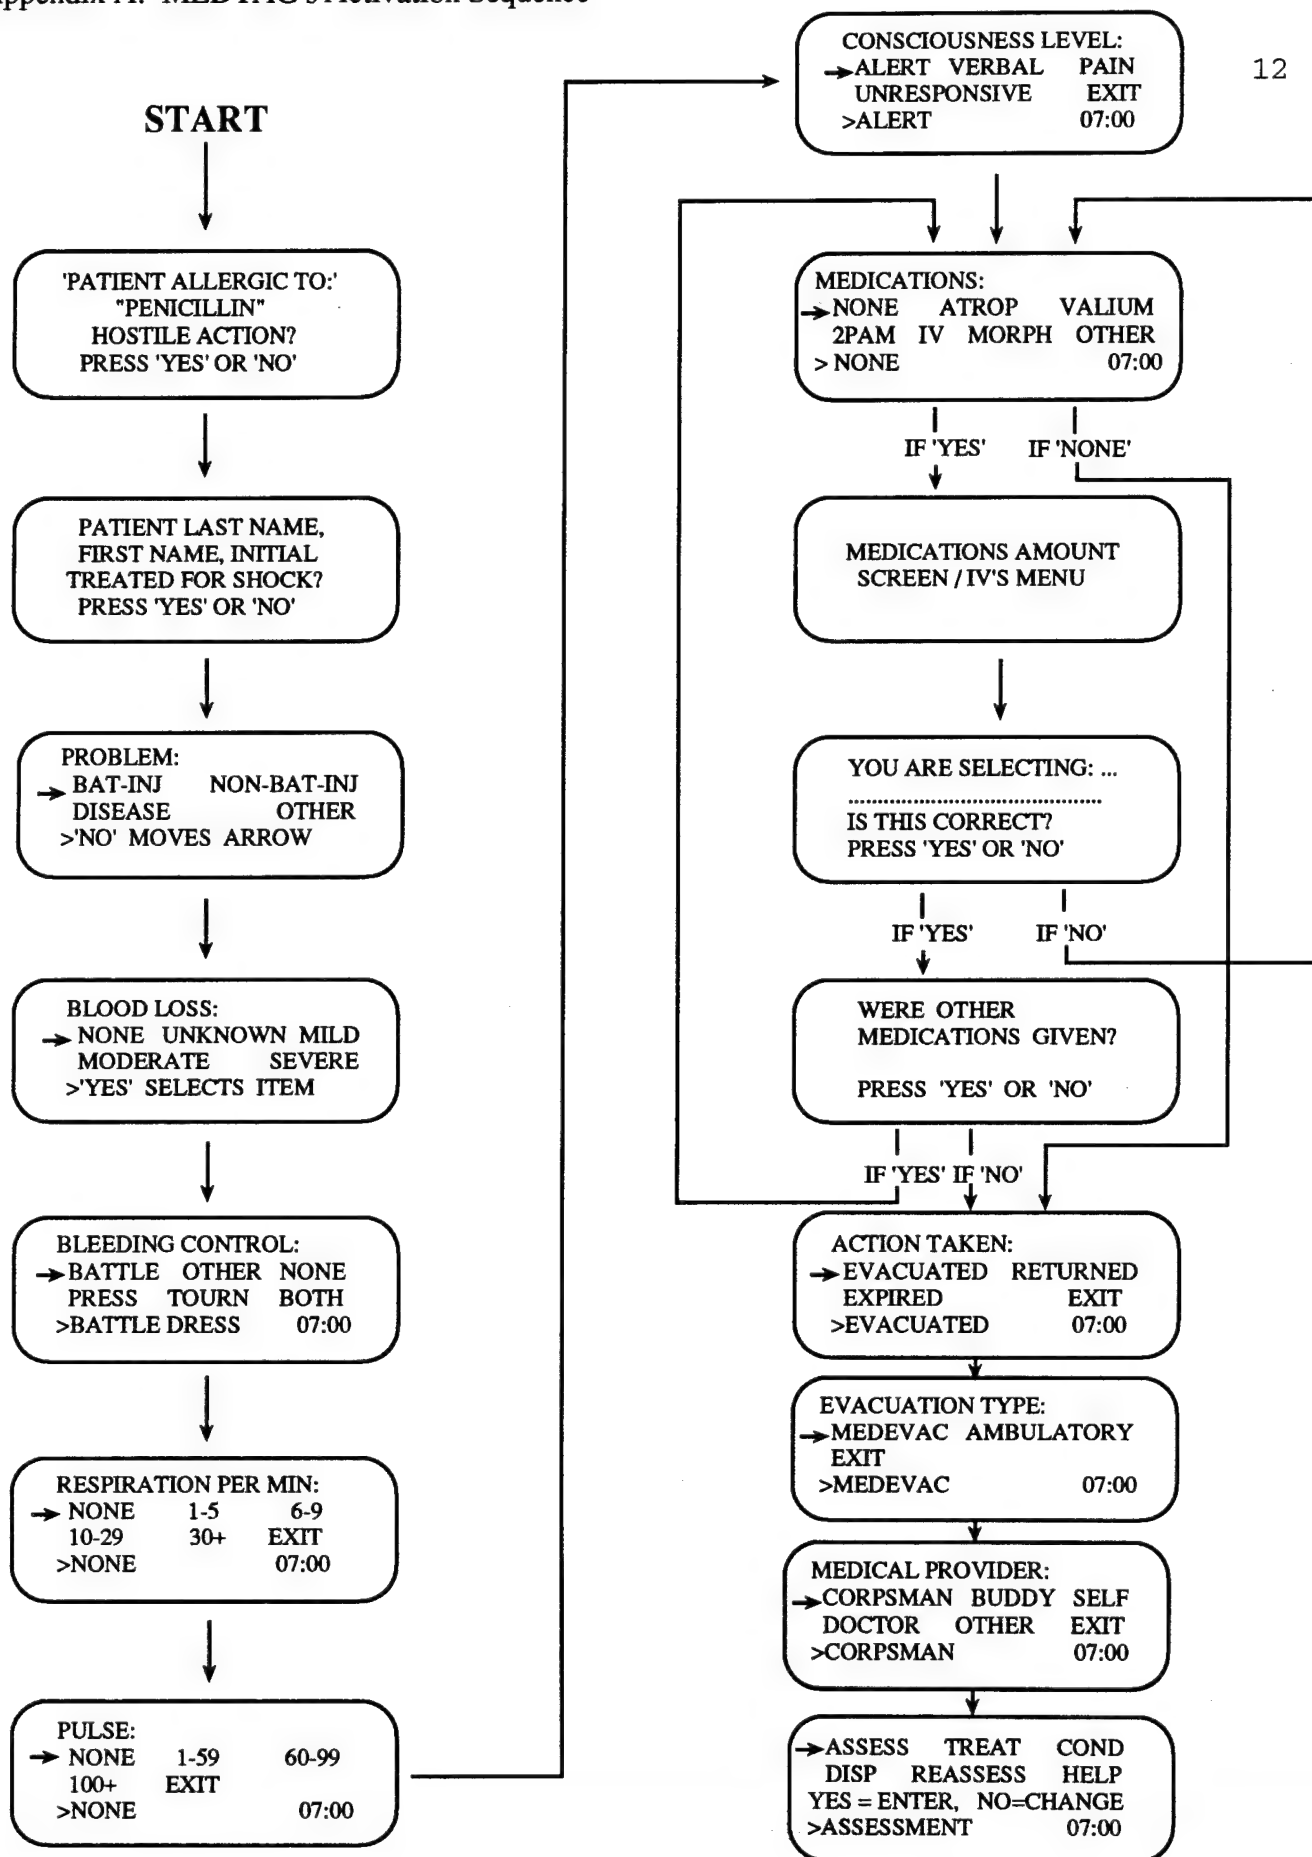 Appendix A: MEDTAG's Activation Sequence
12
START
'PATIENT ALLERGIC TO:'
"PENICILLIN"
HOSTILE ACTION?
PRESS 'YES' OR 'NO'
PATIENT LAST NAME,
FIRST NAME, INITIAL
TREATED FOR SHOCK?
PRESS 'YES' OR 'NO'
PROBLEM:
BAT-INJ NON-BAT-INJ
DISEASE OTHER
>'NO' MOVES ARROW
BLOOD LOSS:
NONE UNKNOWN MILD
MODERATE SEVERE
>'YES' SELECTS ITEM
BLEEDING CONTROL:
BATTLE OTHER NONE
PRESS TOURN BOTH
>BATTLE DRESS 07:00
RESPIRATION PER MIN:
NONE 1-5 6-9
10-29 30+ EXIT
>NONE 07:00
PULSE:
NONE 1-59 60-99
100+ EXIT
>NONE 07:00
CONSCIOUSNESS LEVEL:
ALERT VERBAL PAIN
UNRESPONSIVE EXIT
>ALERT 07:00
MEDICATIONS:
NONE ATROP VALIUM
2PAM IV MORPH OTHER
> NONE 07:00
IF 'YES' IF 'NONE'
MEDICATIONS AMOUNT
SCREEN / IV'S MENU
YOU ARE SELECTING: ...
............................................
IS THIS CORRECT?
PRESS 'YES' OR 'NO'
IF 'YES' IF 'NO'
WERE OTHER
MEDICATIONS GIVEN?
PRESS 'YES' OR 'NO'
IF 'YES' IF 'NO'
ACTION TAKEN:
EVACUATED RETURNED
EXPIRED EXIT
>EVACUATED 07:00
EVACUATION TYPE:
MEDEVAC AMBULATORY
EXIT
>MEDEVAC 07:00
MEDICAL PROVIDER:
CORPSMAN BUDDY SELF
DOCTOR OTHER EXIT
>CORPSMAN 07:00
ASSESS TREAT COND
DISP REASSESS HELP
YES = ENTER, NO=CHANGE
>ASSESSMENT 07:00